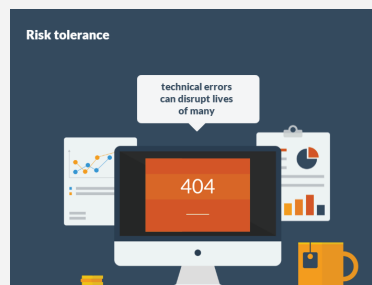 Risk tolerance
technical errors
can disrupt lives
of many
404